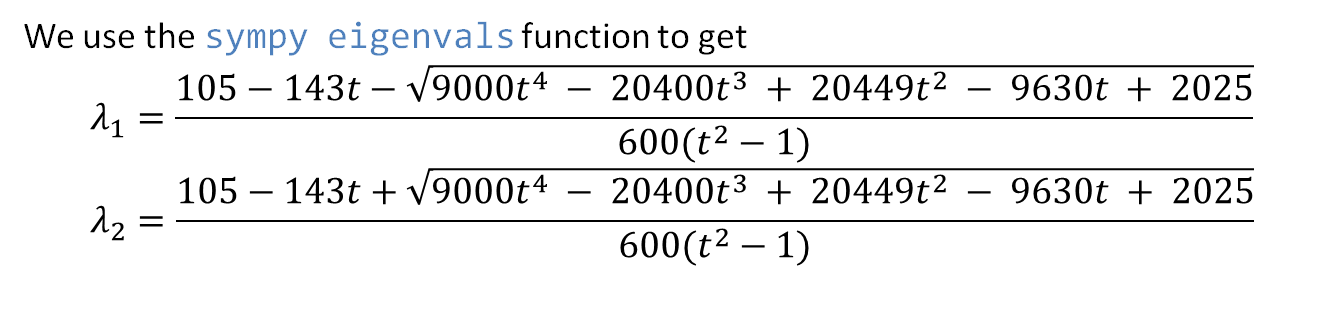 We use the sympy eigenvals function to get
λ₁ = (105 − 143t − √(9000t⁴ − 20400t³ + 20449t² − 9630t + 2025)) / (600(t² − 1))
λ₂ = (105 − 143t + √(9000t⁴ − 20400t³ + 20449t² − 9630t + 2025)) / (600(t² − 1))